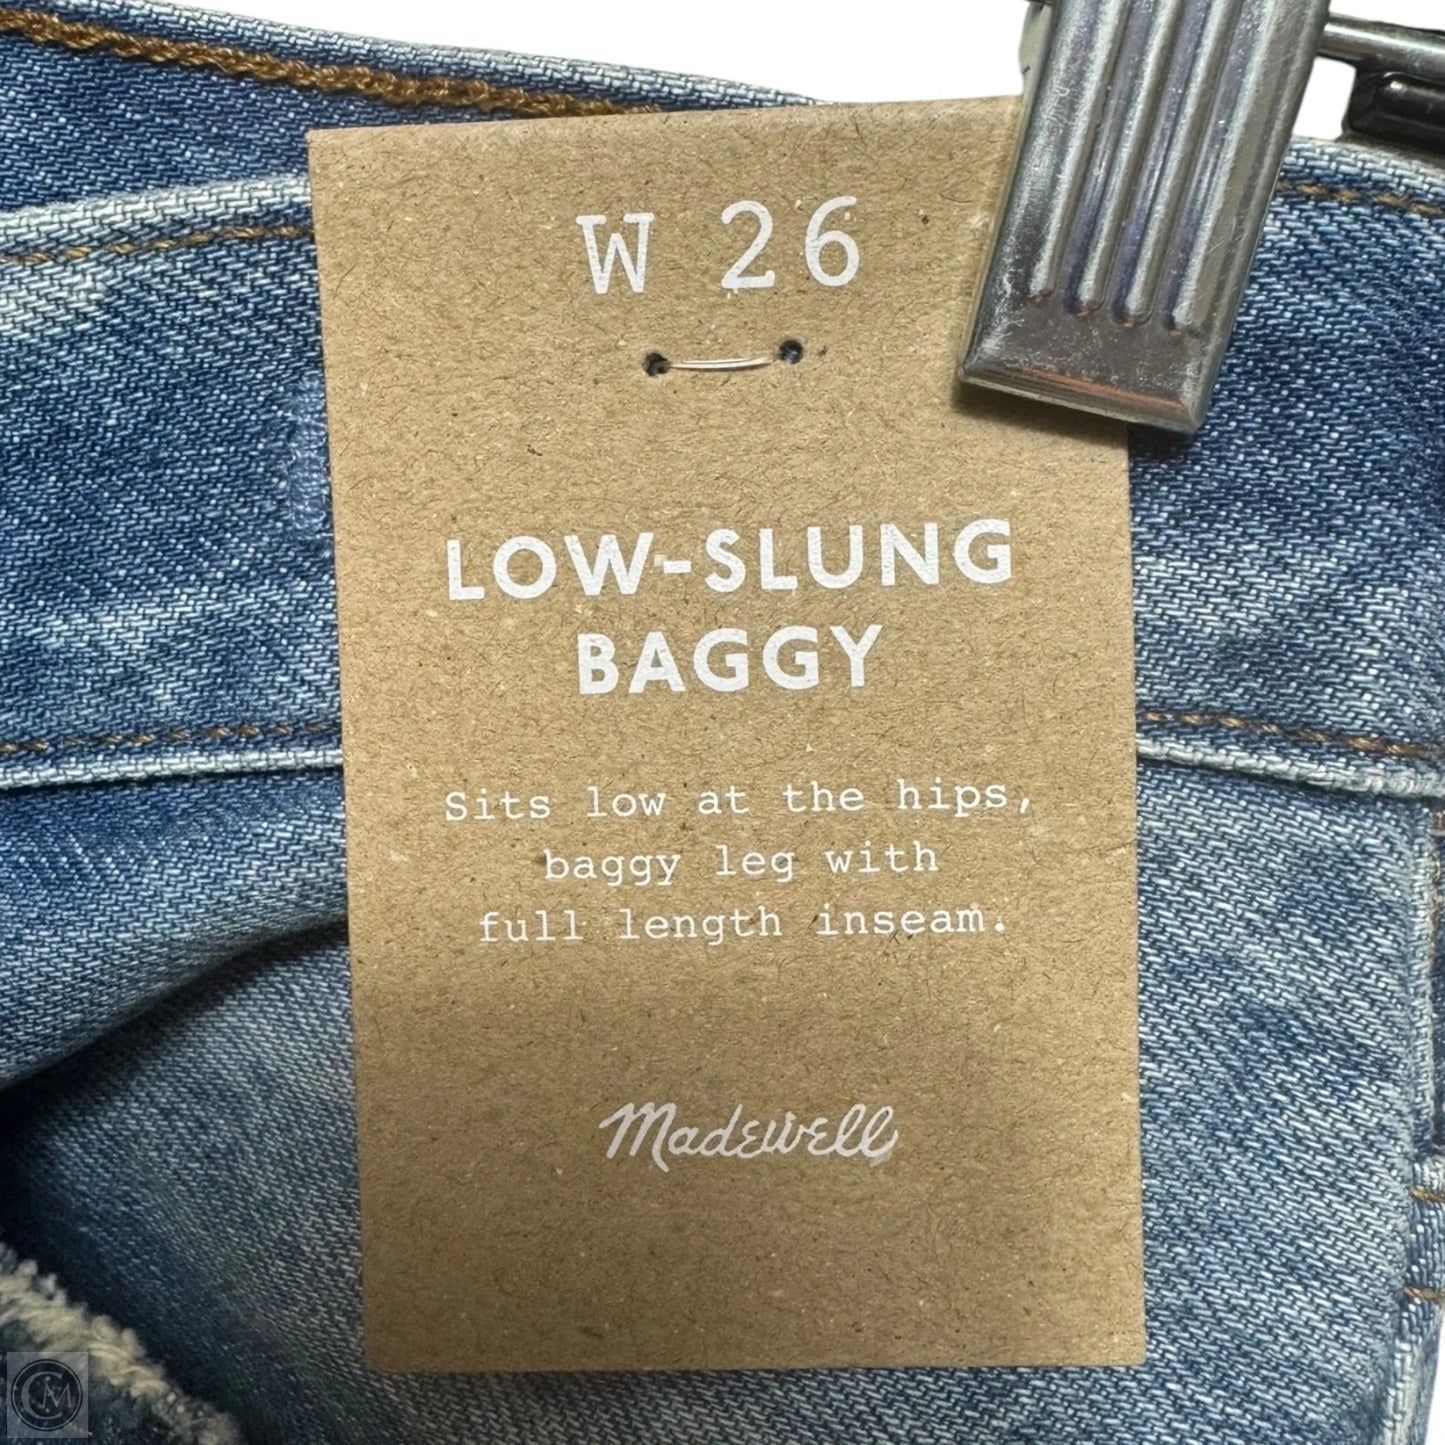 W 26
LOW-SLUNG
BAGGY
Sits low at the hips,
baggy leg with
full length inseam.
Madewell